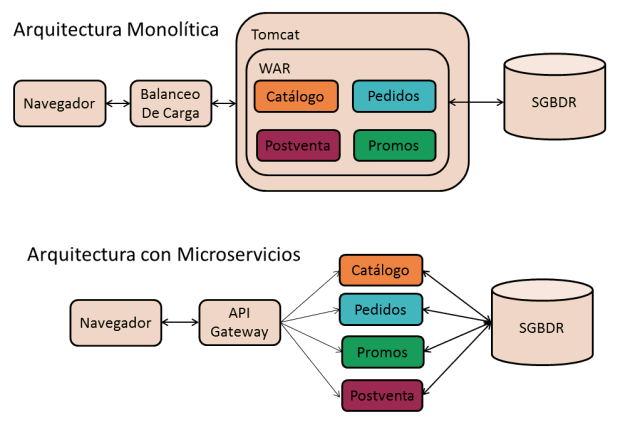 Arquitectura Monolítica
Tomcat
WAR
Navegador
Balanceo
De Carga
Catálogo
Pedidos
SGBDR
Postventa
Promos
Arquitectura con Microservicios
Catálogo
Navegador
API
Gateway
Pedidos
SGBDR
Promos
Postventa